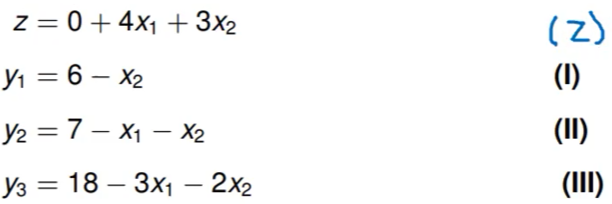 z = 0 + 4x₁ + 3x₂ (z)
y₁ = 6 − x₂ (I)
y₂ = 7 − x₁ − x₂ (II)
y₃ = 18 − 3x₁ − 2x₂ (III)